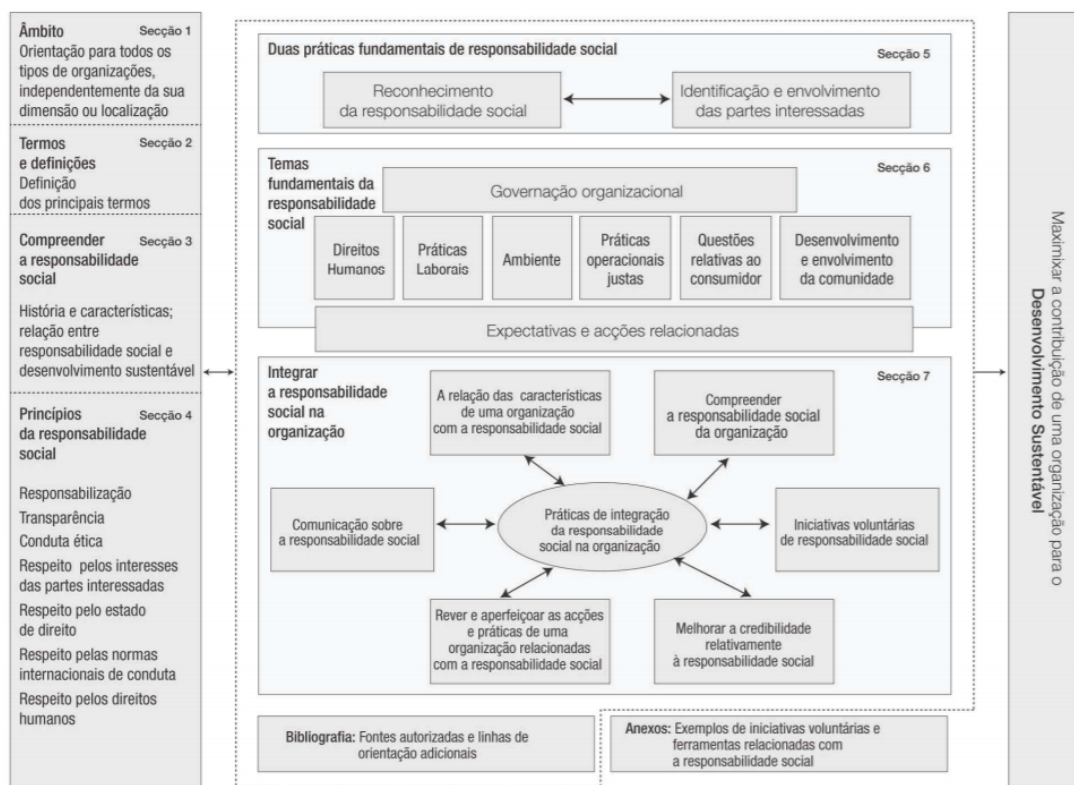 Âmbito Secção 1
Orientação para todos os
tipos de organizações,
independentemente da sua
dimensão ou localização
Termos Secção 2
e definições
Definição
dos principais termos
Compreender Secção 3
a responsabilidade
social
História e características;
relação entre
responsabilidade social e
desenvolvimento sustentável
Princípios Secção 4
da responsabilidade
social
Responsabilização
Transparência
Conduta ética
Respeito pelos interesses
das partes interessadas
Respeito pelo estado
de direito
Respeito pelas normas
internacionais de conduta
Respeito pelos direitos
humanos
Duas práticas fundamentais de responsabilidade social Secção 5
Reconhecimento
da responsabilidade social
Identificação e envolvimento
das partes interessadas
Temas Secção 6
fundamentais da
responsabilidade
social
Governação organizacional
Direitos
Humanos
Práticas
Laborais
Ambiente
Práticas
operacionais
justas
Questões
relativas ao
consumidor
Desenvolvimento
e envolvimento
da comunidade
Expectativas e acções relacionadas
Integrar Secção 7
a responsabilidade
social na
organização
A relação das características
de uma organização
com a responsabilidade social
Compreender
a responsabilidade social
da organização
Comunicação sobre
a responsabilidade social
Práticas de integração
da responsabilidade
social na organização
Iniciativas voluntárias
de responsabilidade social
Rever e aperfeiçoar as acções
e práticas de uma
organização relacionadas
com a responsabilidade social
Melhorar a credibilidade
relativamente
à responsabilidade social
Bibliografia: Fontes autorizadas e linhas de
orientação adicionais
Anexos: Exemplos de iniciativas voluntárias e
ferramentas relacionadas com
a responsabilidade social
Maximixar a contribuição de uma organização para o
Desenvolvimento Sustentável